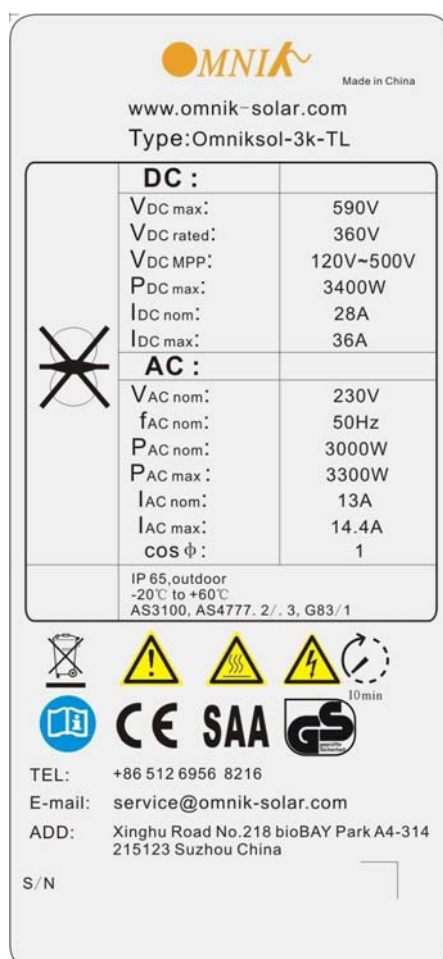 OMNIK
Made in China
www.omnik-solar.com
Type:Omniksol-3k-TL
DC :
VDC max: 590V
VDC rated: 360V
VDC MPP: 120V~500V
PDC max: 3400W
IDC nom: 28A
IDC max: 36A
AC :
VAC nom: 230V
fAC nom: 50Hz
PAC nom: 3000W
PAC max: 3300W
IAC nom: 13A
IAC max: 14.4A
cos ϕ: 1
IP 65,outdoor
-20℃ to +60℃
AS3100, AS4777. 2/. 3, G83/1
10min
CE SAA GS
geprüfte
Sicherheit
TEL: +86 512 6956 8216
E-mail: service@omnik-solar.com
ADD: Xinghu Road No.218 bioBAY Park A4-314
215123 Suzhou China
S/N